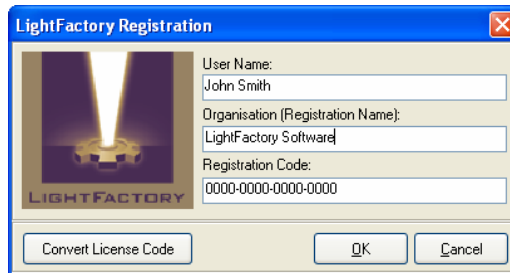 LightFactory Registration
User Name:
John Smith
Organisation (Registration Name):
LightFactory Software
Registration Code:
0000-0000-0000-0000
LIGHTFACTORY
Convert License Code
OK
Cancel